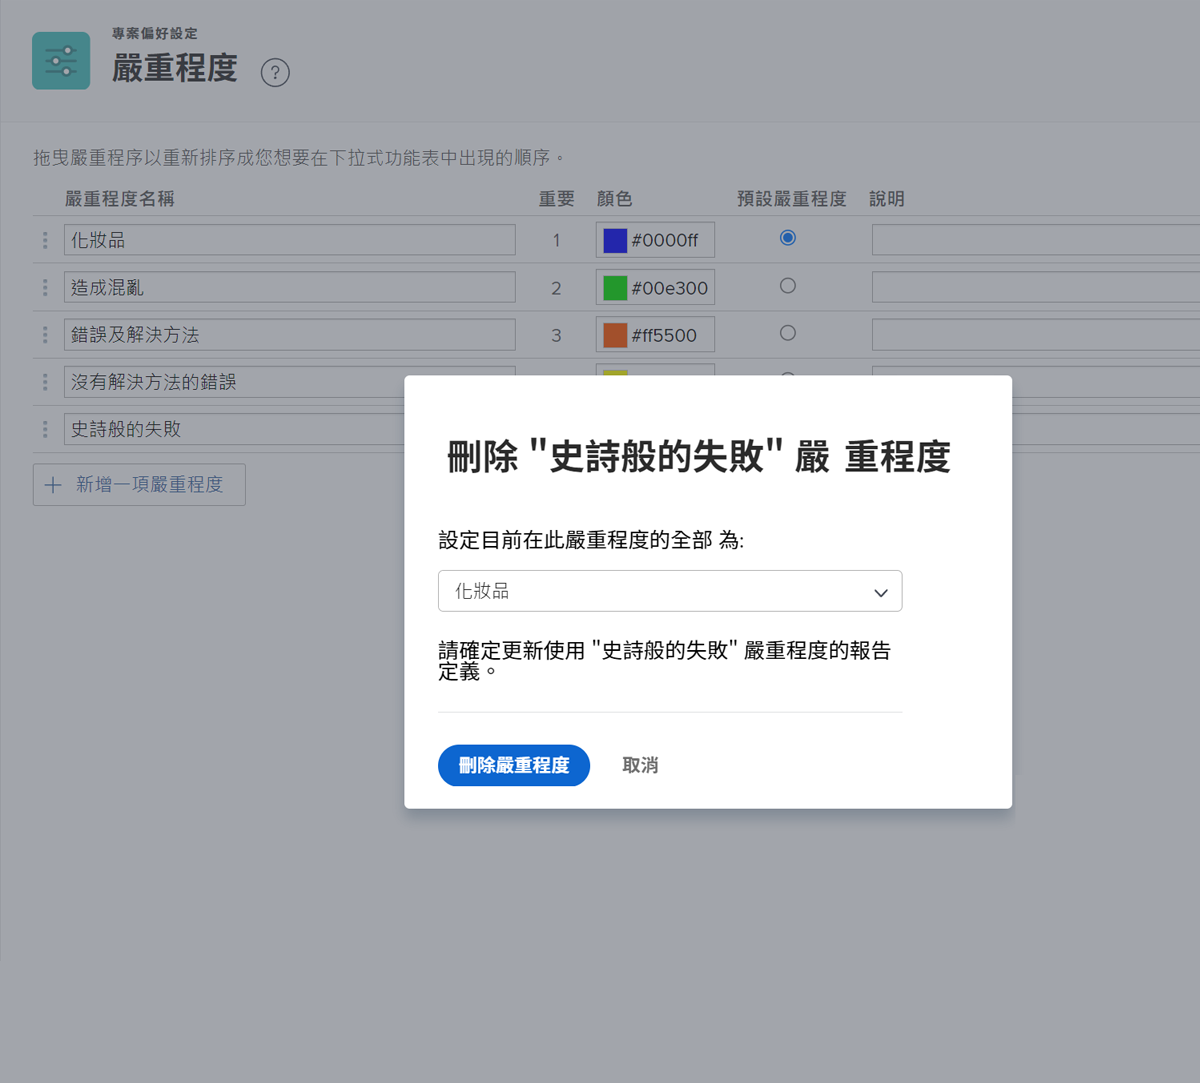 專案偏好設定
嚴重程度 ?
拖曳嚴重程序以重新排序成您想要在下拉式功能表中出現的順序。
嚴重程度名稱 重要 顏色 預設嚴重程度 說明
化妝品 1 #0000ff
造成混亂 2 #00e300
錯誤及解決方法 3 #ff5500
沒有解決方法的錯誤
史詩般的失敗
新增一項嚴重程度
刪除 "史詩般的失敗" 嚴 重程度
設定目前在此嚴重程度的全部 為:
化妝品
請確定更新使用 "史詩般的失敗" 嚴重程度的報告
定義。
刪除嚴重程度 取消